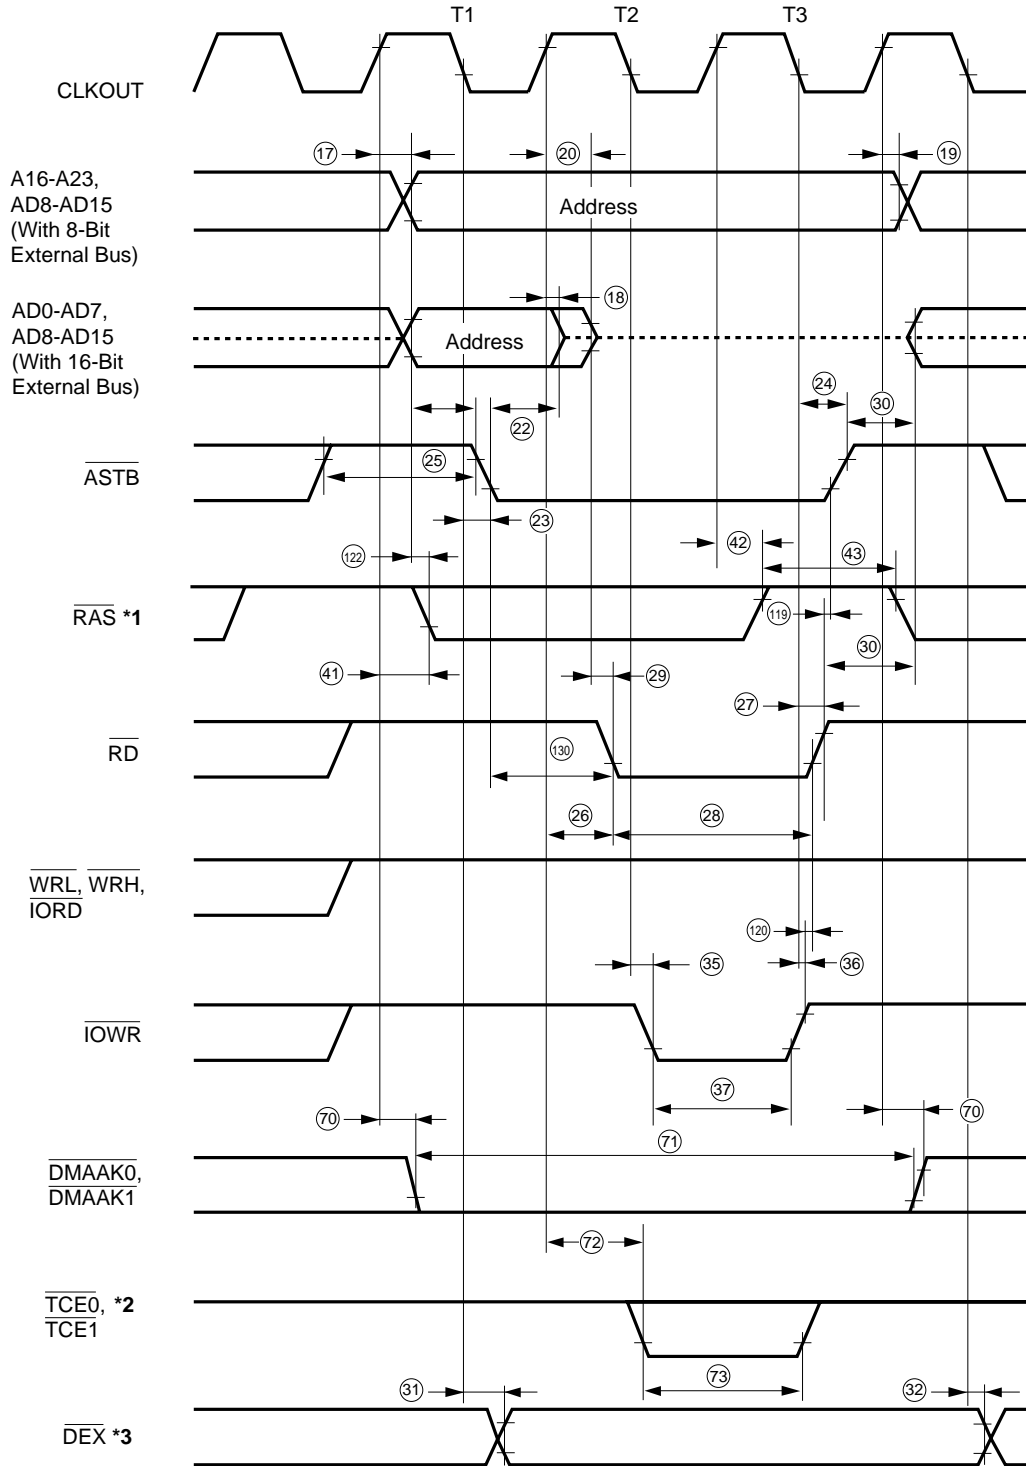 T1 T2 T3
CLKOUT
17 20 19
A16-A23,
AD8-AD15
(With 8-Bit
External Bus)
Address
18
AD0-AD7,
AD8-AD15
(With 16-Bit
External Bus)
Address
24 30
22
25
ASTB
23
42 43
122
RAS *1
119
30
41 29
27
RD
130
26 28
WRL, WRH,
IORD
120
35 36
IOWR
37
70 70
71
DMAAK0,
DMAAK1
72
TCE0, *2
TCE1
73
31 32
DEX *3